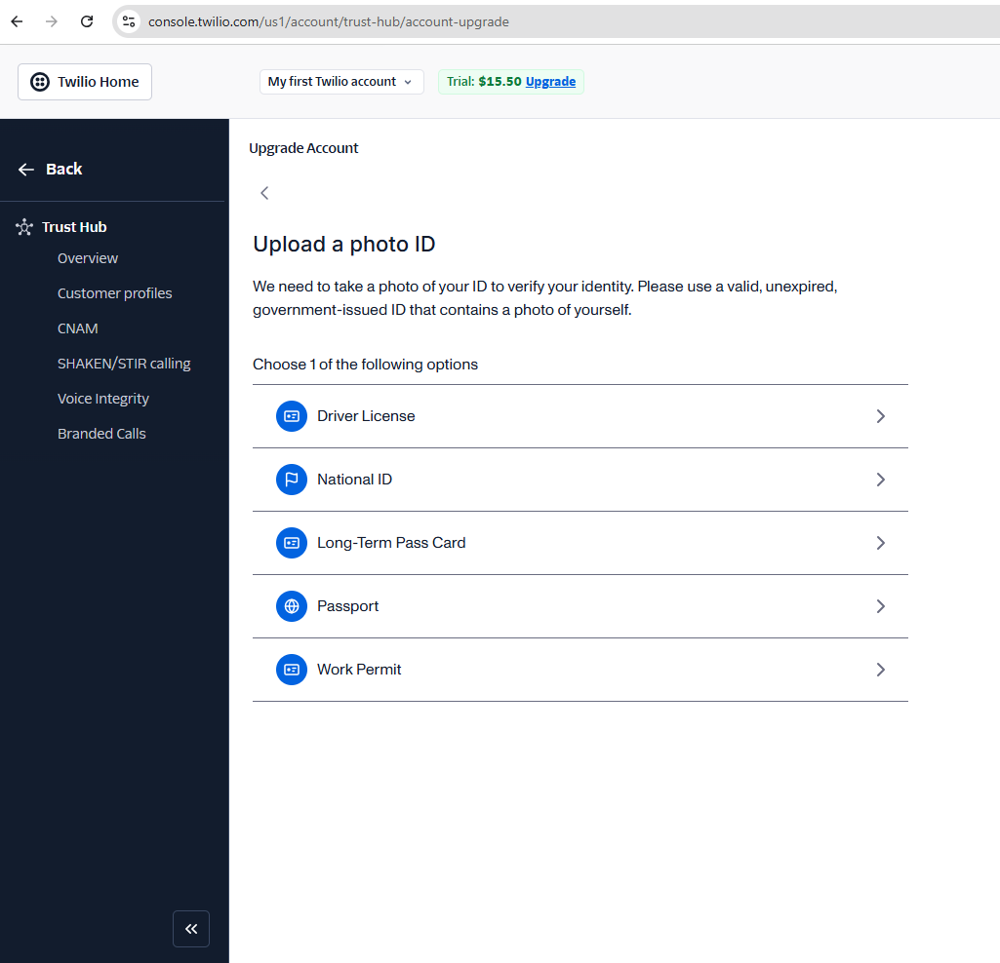 console.twilio.com/us1/account/trust-hub/account-upgrade
Twilio Home
My first Twilio account
Trial: $15.50 Upgrade
Back
Trust Hub
Overview
Customer profiles
CNAM
SHAKEN/STIR calling
Voice Integrity
Branded Calls
Upgrade Account
Upload a photo ID
We need to take a photo of your ID to verify your identity. Please use a valid, unexpired,
government-issued ID that contains a photo of yourself.
Choose 1 of the following options
Driver License
National ID
Long-Term Pass Card
Passport
Work Permit